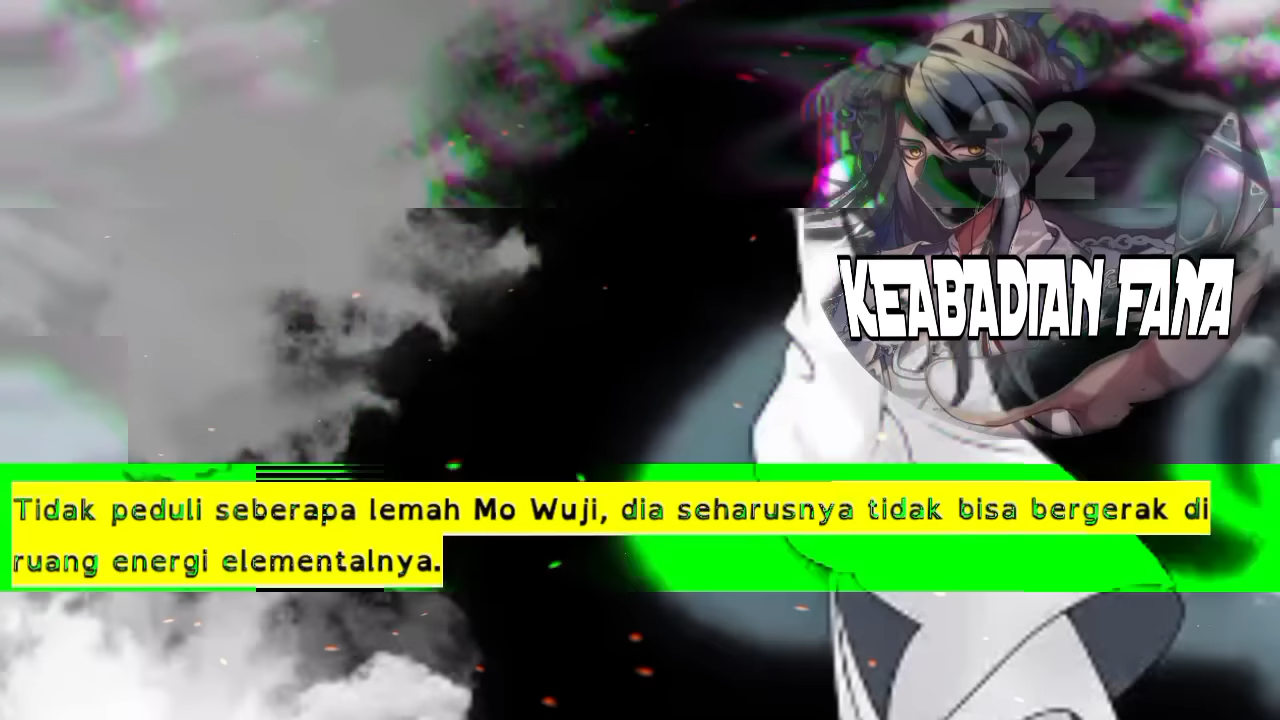 32
KEABADIAN FANA
Tidak peduli seberapa lemah Mo Wuji, dia seharusnya tidak bisa bergerak di
ruang energi elementalnya.